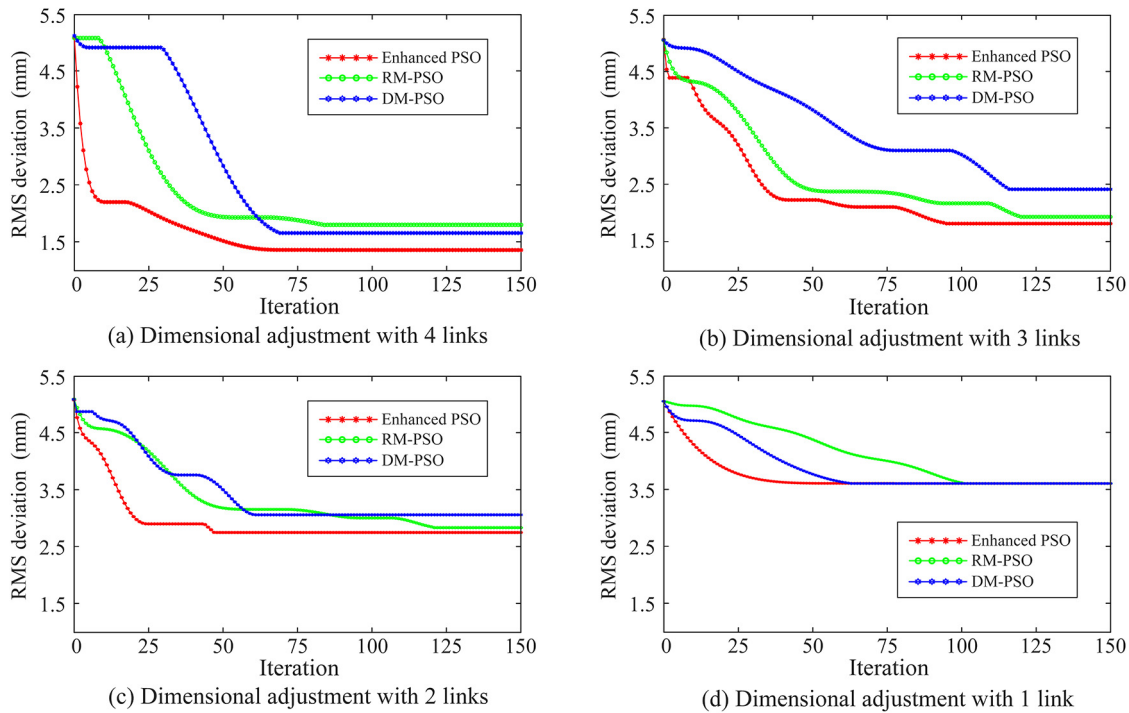 5.5
4.5
3.5
2.5
1.5
RMS deviation (mm)
Enhanced PSO
RM-PSO
DM-PSO
0 25 50 75 100 125 150
Iteration
(a) Dimensional adjustment with 4 links
5.5
4.5
3.5
2.5
1.5
RMS deviation (mm)
Enhanced PSO
RM-PSO
DM-PSO
0 25 50 75 100 125 150
Iteration
(b) Dimensional adjustment with 3 links
5.5
4.5
3.5
2.5
1.5
RMS deviation (mm)
Enhanced PSO
RM-PSO
DM-PSO
0 25 50 75 100 125 150
Iteration
(c) Dimensional adjustment with 2 links
5.5
4.5
3.5
2.5
1.5
RMS deviation (mm)
Enhanced PSO
RM-PSO
DM-PSO
0 25 50 75 100 125 150
Iteration
(d) Dimensional adjustment with 1 link